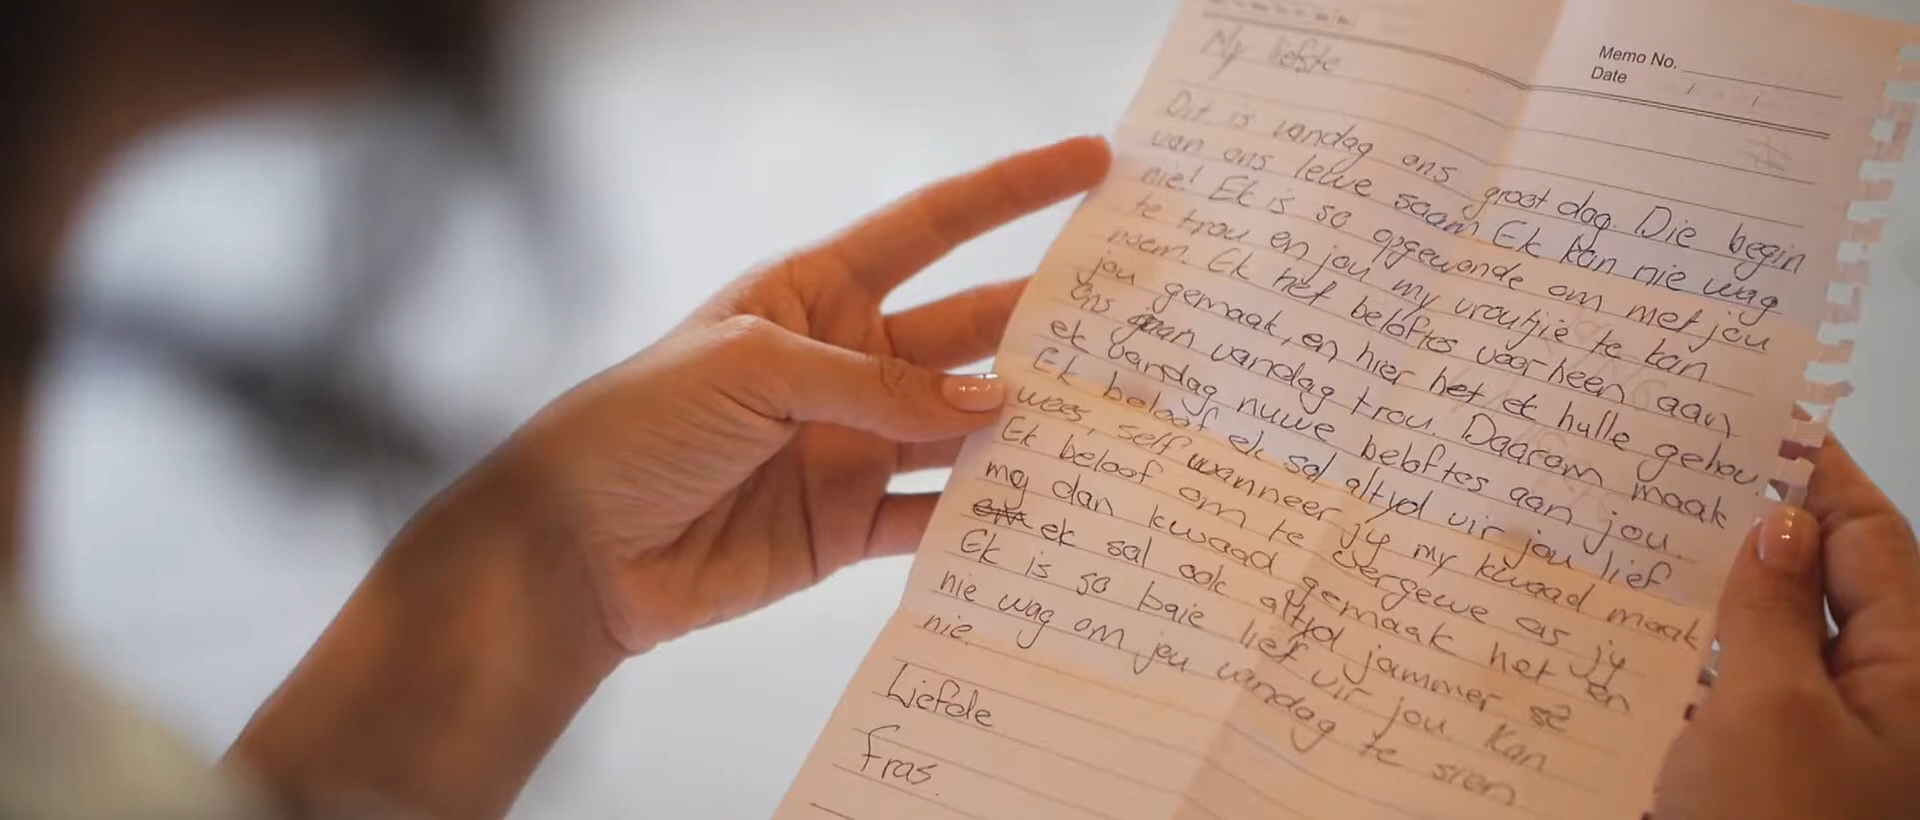 Memo No.
Date / /
My liefste
Dit is vandag ons groot dag. Die begin
van ons lewe saam Ek kan nie wag
nie! Ek is so opgewonde om met jou
te trou en jou my vroutjie te kan
noem. Ek het beloftes voorheen aan
jou gemaak, en hier het ek hulle gehou.
Ons gaan vandag trou. Daarom maak
ek vandag nuwe beloftes aan jou.
Ek beloof ek sal altyd vir jou lief
wees, self wanneer jy my kwaad maak
Ek beloof om te vergewe as jy
my dan kwaad gemaak het en
ek sal ook altyd jammer sê
Ek is so baie lief vir jou Kan
nie wag om jou vandag te sien
nie.
Liefde
Fras.